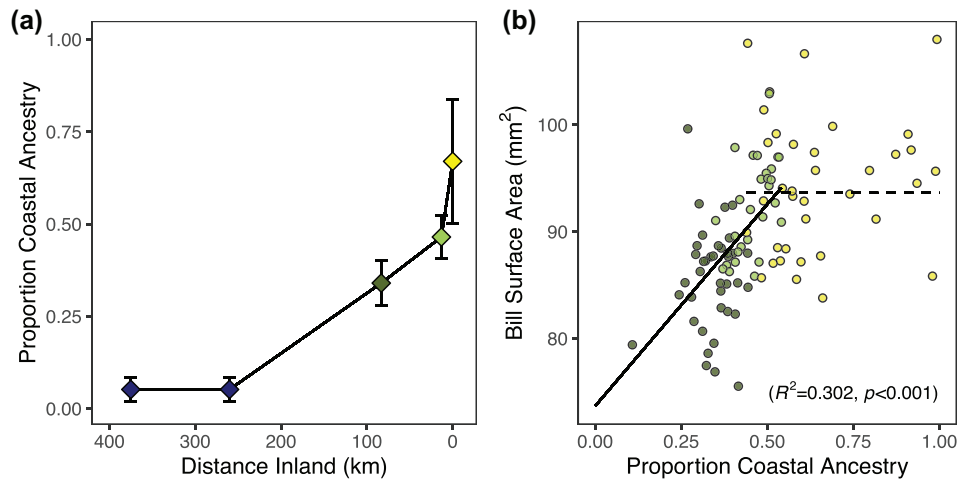 (a)
1.00
0.75
0.50
0.25
0.00
Proportion Coastal Ancestry
400 300 200 100 0
Distance Inland (km)
(b)
100
90
80
Bill Surface Area (mm²)
(R²=0.302, p<0.001)
0.00 0.25 0.50 0.75 1.00
Proportion Coastal Ancestry